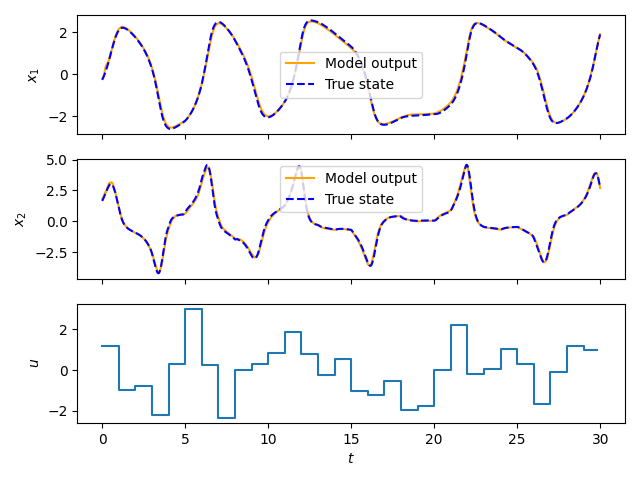 2
0
−2
x₁
Model output
True state
5.0
2.5
0.0
−2.5
x₂
Model output
True state
2
0
−2
u
0 5 10 15 20 25 30
t